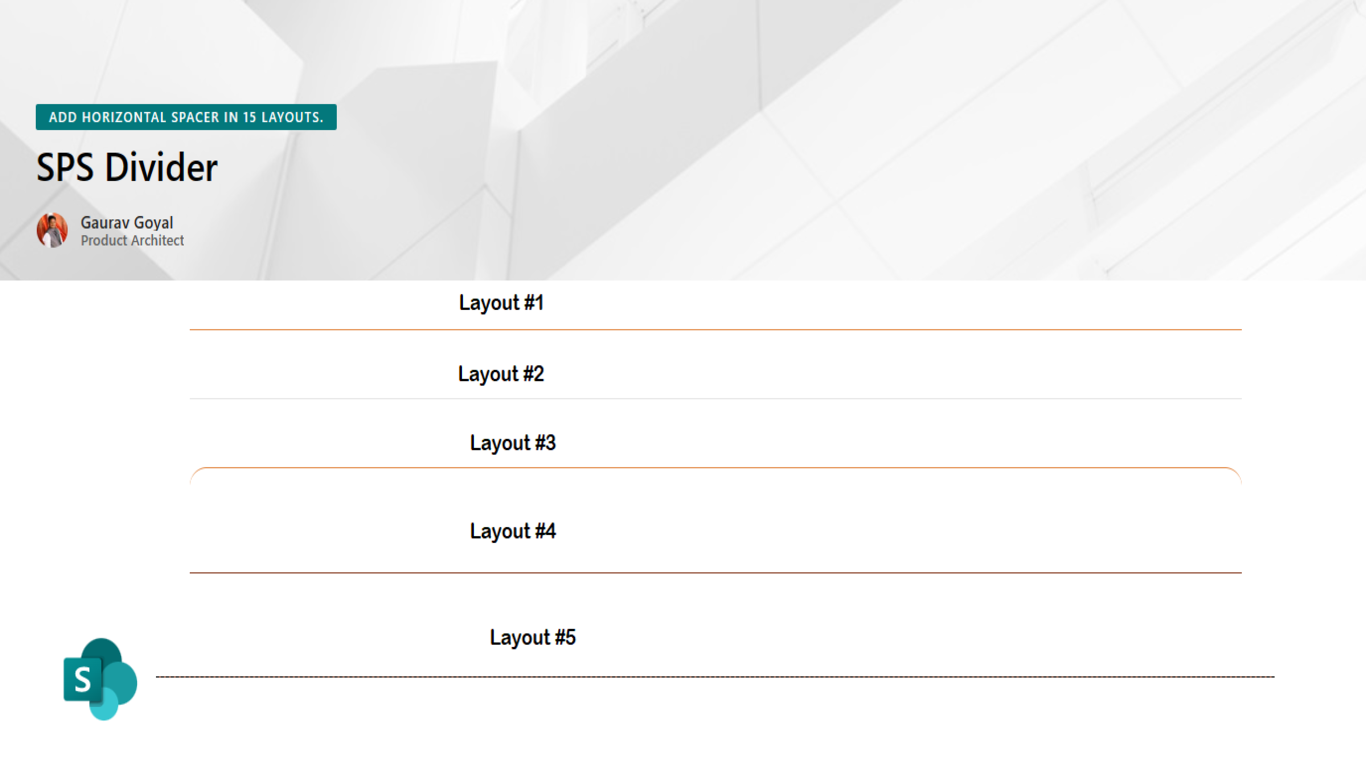 ADD HORIZONTAL SPACER IN 15 LAYOUTS.
SPS Divider
Gaurav Goyal
Product Architect
Layout #1
Layout #2
Layout #3
Layout #4
Layout #5
S